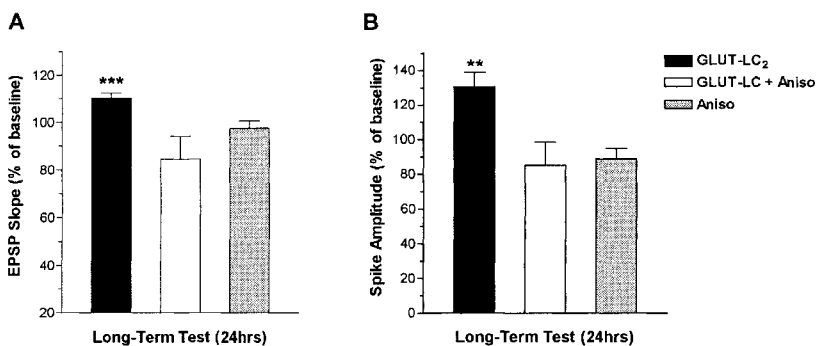 A
EPSP Slope (% of baseline)
120
100
80
60
40
20
***
Long-Term Test (24hrs)
B
Spike Amplitude (% of baseline)
140
120
100
80
60
40
20
0
**
Long-Term Test (24hrs)
GLUT-LC₂
GLUT-LC + Aniso
Aniso